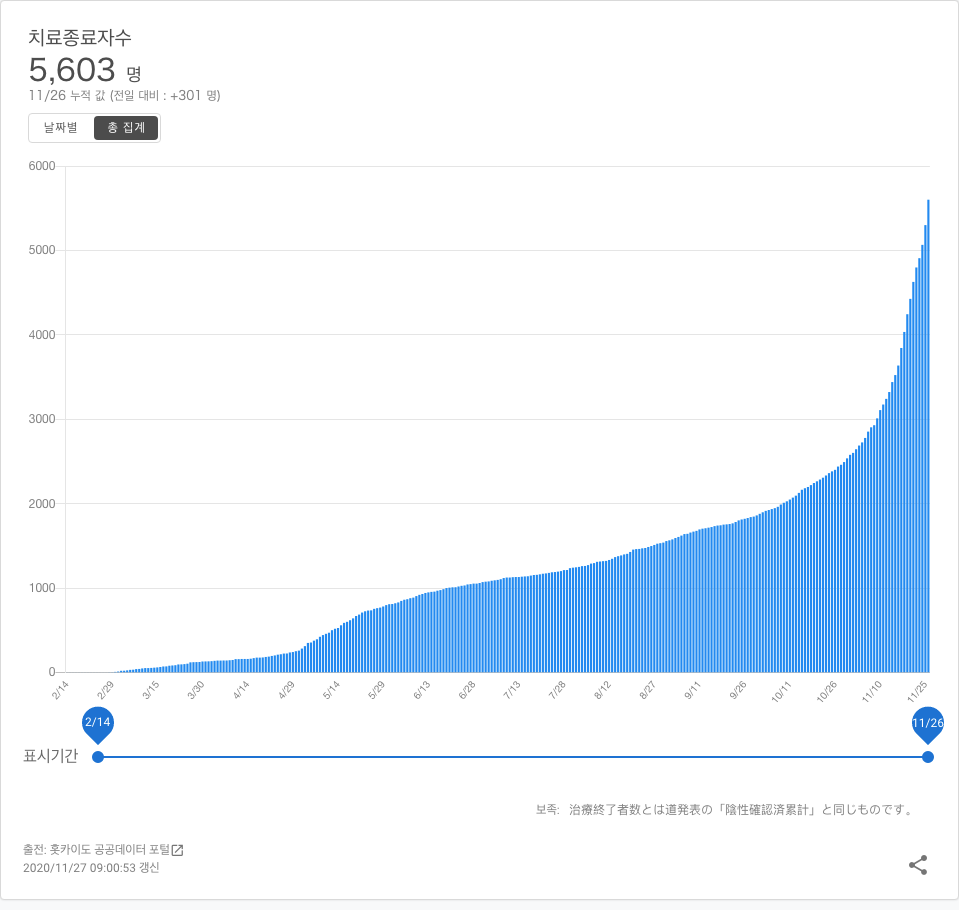 치료종료자수
5,603 명
11/26 누적 값 (전일 대비 : +301 명)
날짜별 총 집계
6000
5000
4000
3000
2000
1000
0
2/14 2/29 3/15 3/30 4/14 4/29 5/14 5/29 6/13 6/28 7/13 7/28 8/12 8/27 9/11 9/26 10/11 10/26 11/10 11/25
2/14 11/26
표시기간
보족: 治療終了者数とは道発表の「陰性確認済累計」と同じものです。
출전: 홋카이도 공공데이터 포털
2020/11/27 09:00:53 갱신